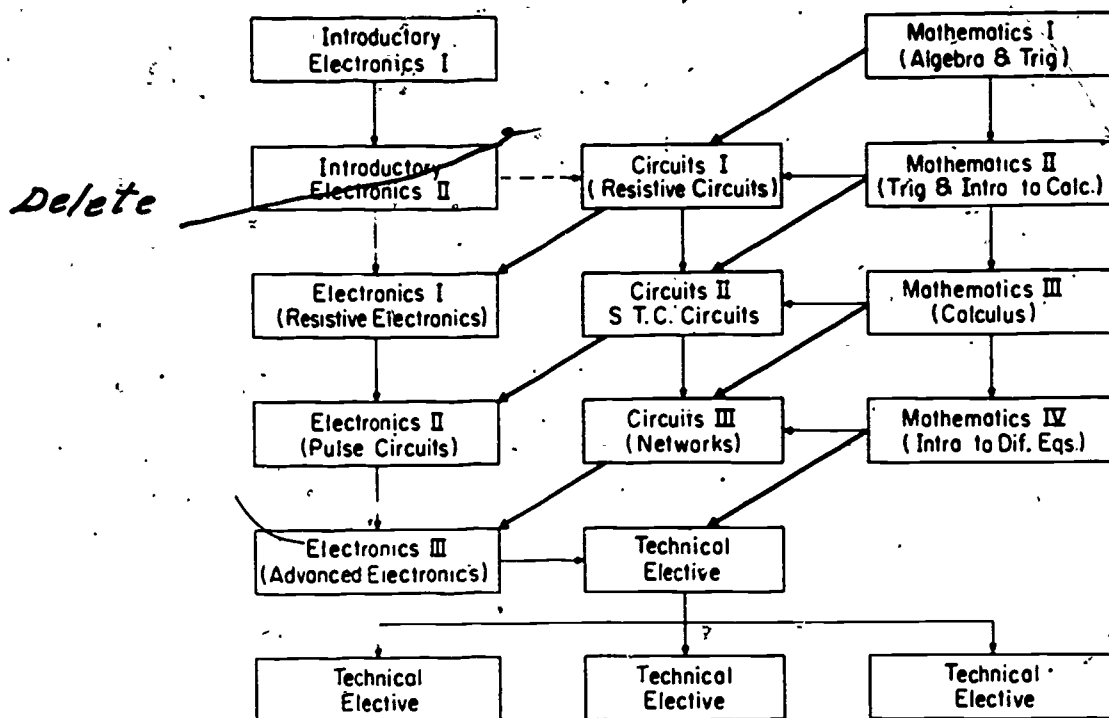 Introductory
Electronics I
Mathematics I
(Algebra & Trig)
Delete
Introductory
Electronics II
Circuits I
(Resistive Circuits)
Mathematics II
(Trig & Intro to Calc.)
Electronics I
(Resistive Electronics)
Circuits II
S T.C. Circuits
Mathematics III
(Calculus)
Electronics II
(Pulse Circuits)
Circuits III
(Networks)
Mathematics IV
(Intro to Dif. Eqs.)
Electronics III
(Advanced Electronics)
Technical
Elective
?
Technical
Elective
Technical
Elective
Technical
Elective